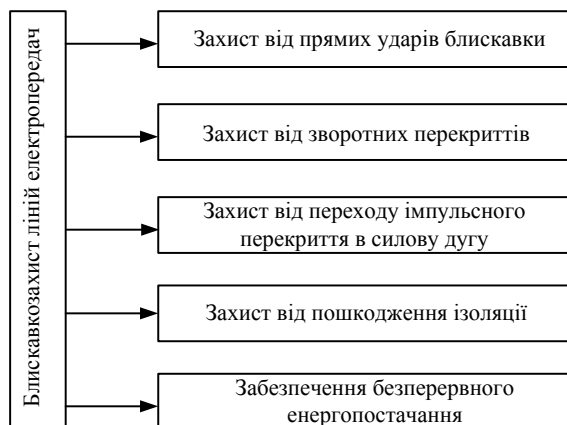 Блискавкозахист ліній електропередач
Захист від прямих ударів блискавки
Захист від зворотних перекриттів
Захист від переходу імпульсного
перекриття в силову дугу
Захист від пошкодження ізоляції
Забезпечення безперервного
енергопостачання